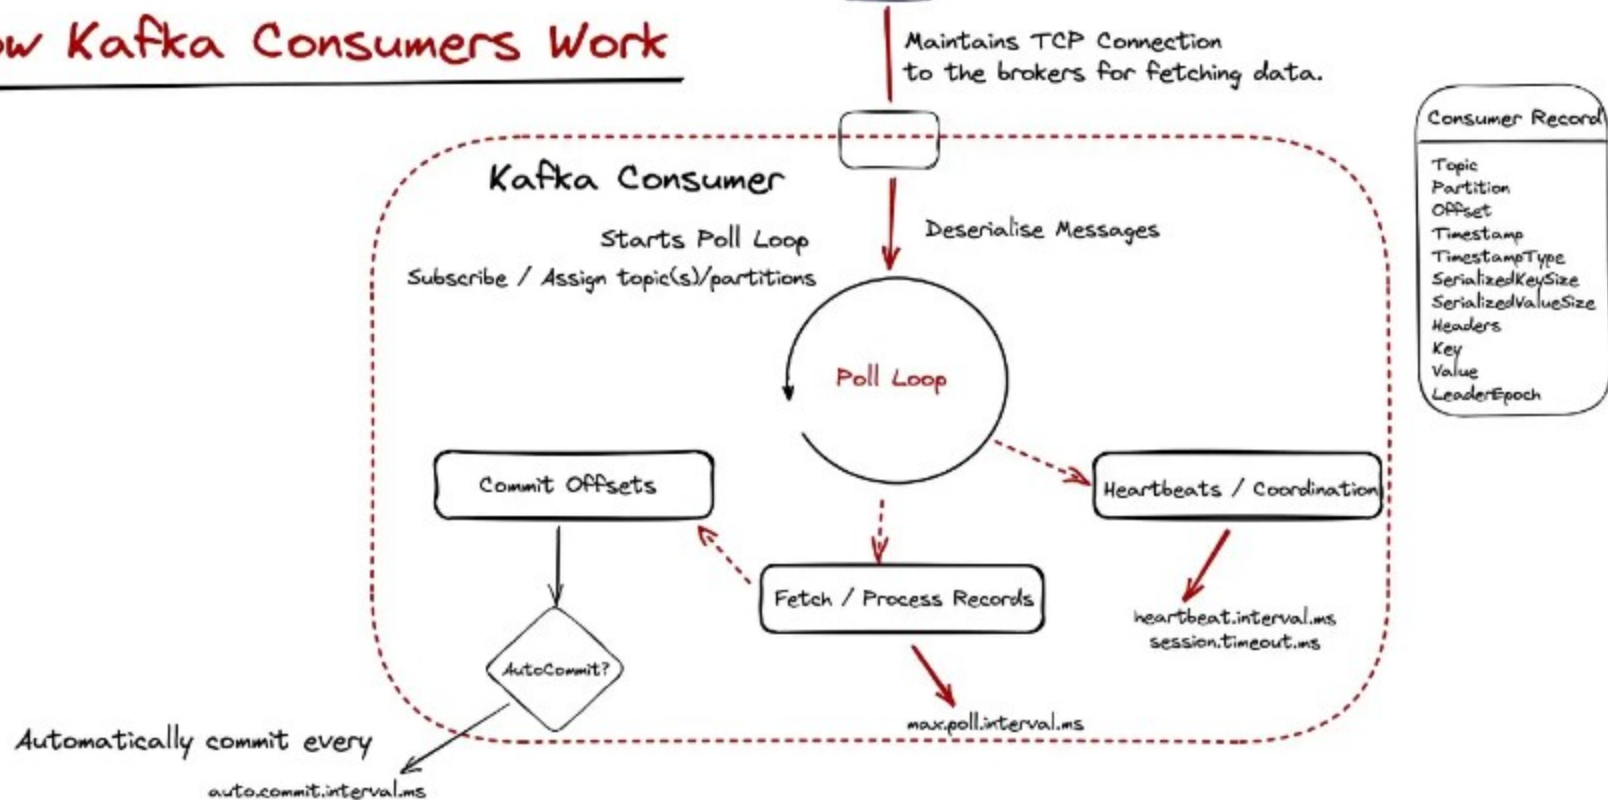 ow Kafka Consumers Work
Maintains TCP Connection
to the brokers for fetching data.
Consumer Record
Topic
Partition
Offset
Timestamp
TimestampType
SerializedKeySize
SerializedValueSize
Headers
Key
Value
LeaderEpoch
Kafka Consumer
Deserialise Messages
Starts Poll Loop
Subscribe / Assign topic(s)/partitions
Poll Loop
Commit Offsets
Heartbeats / Coordination
Fetch / Process Records
heartbeat.interval.ms
session.timeout.ms
AutoCommit?
max.poll.interval.ms
Automatically commit every
auto.commit.interval.ms